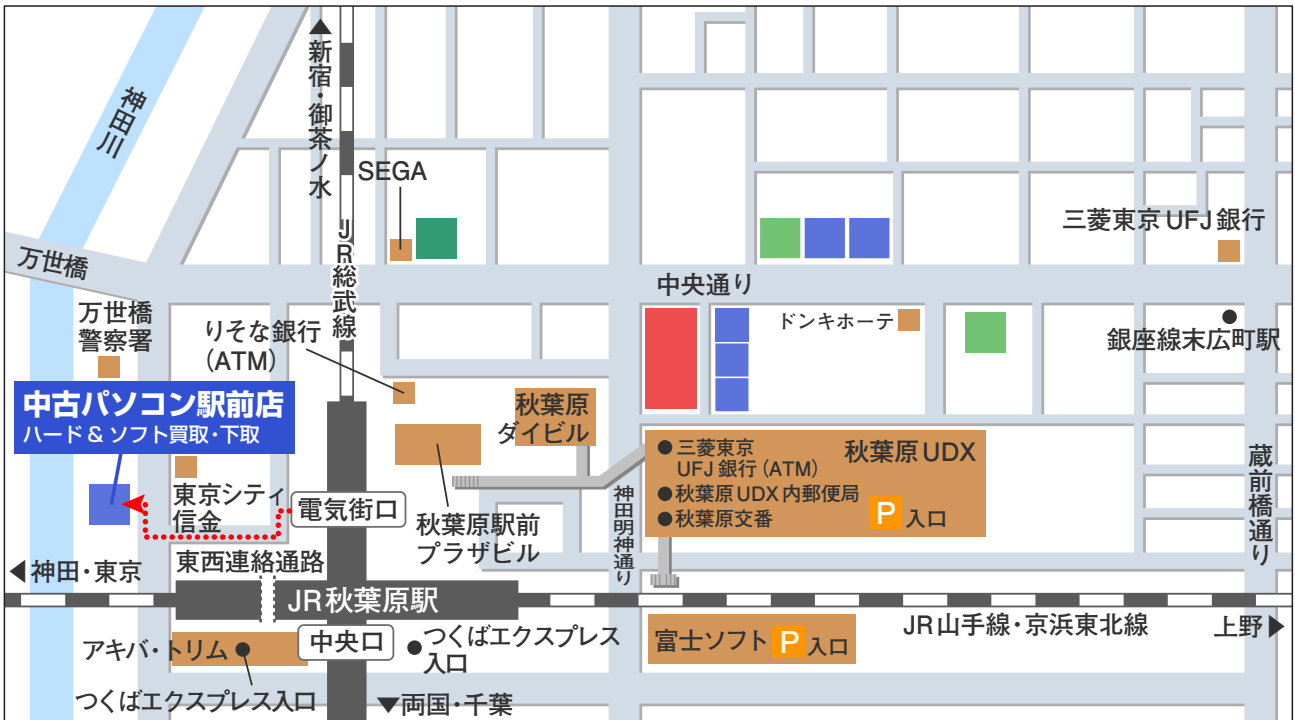 神田川
新宿・御茶ノ水
SEGA
JR総武線
三菱東京UFJ銀行
万世橋
中央通り
万世橋
警察署
りそな銀行
(ATM)
ドンキホーテ
銀座線末広町駅
中古パソコン駅前店
ハード & ソフト買取・下取
秋葉原
ダイビル
三菱東京
UFJ銀行(ATM)
秋葉原UDX
秋葉原UDX内郵便局
秋葉原交番
P 入口
蔵前橋通り
東京シティ
信金
電気街口
秋葉原駅前
プラザビル
神田明神通り
東西連絡通路
神田・東京
JR秋葉原駅
JR山手線・京浜東北線
上野
アキバ・トリム
中央口
つくばエクスプレス
入口
富士ソフト P 入口
つくばエクスプレス入口
両国・千葉